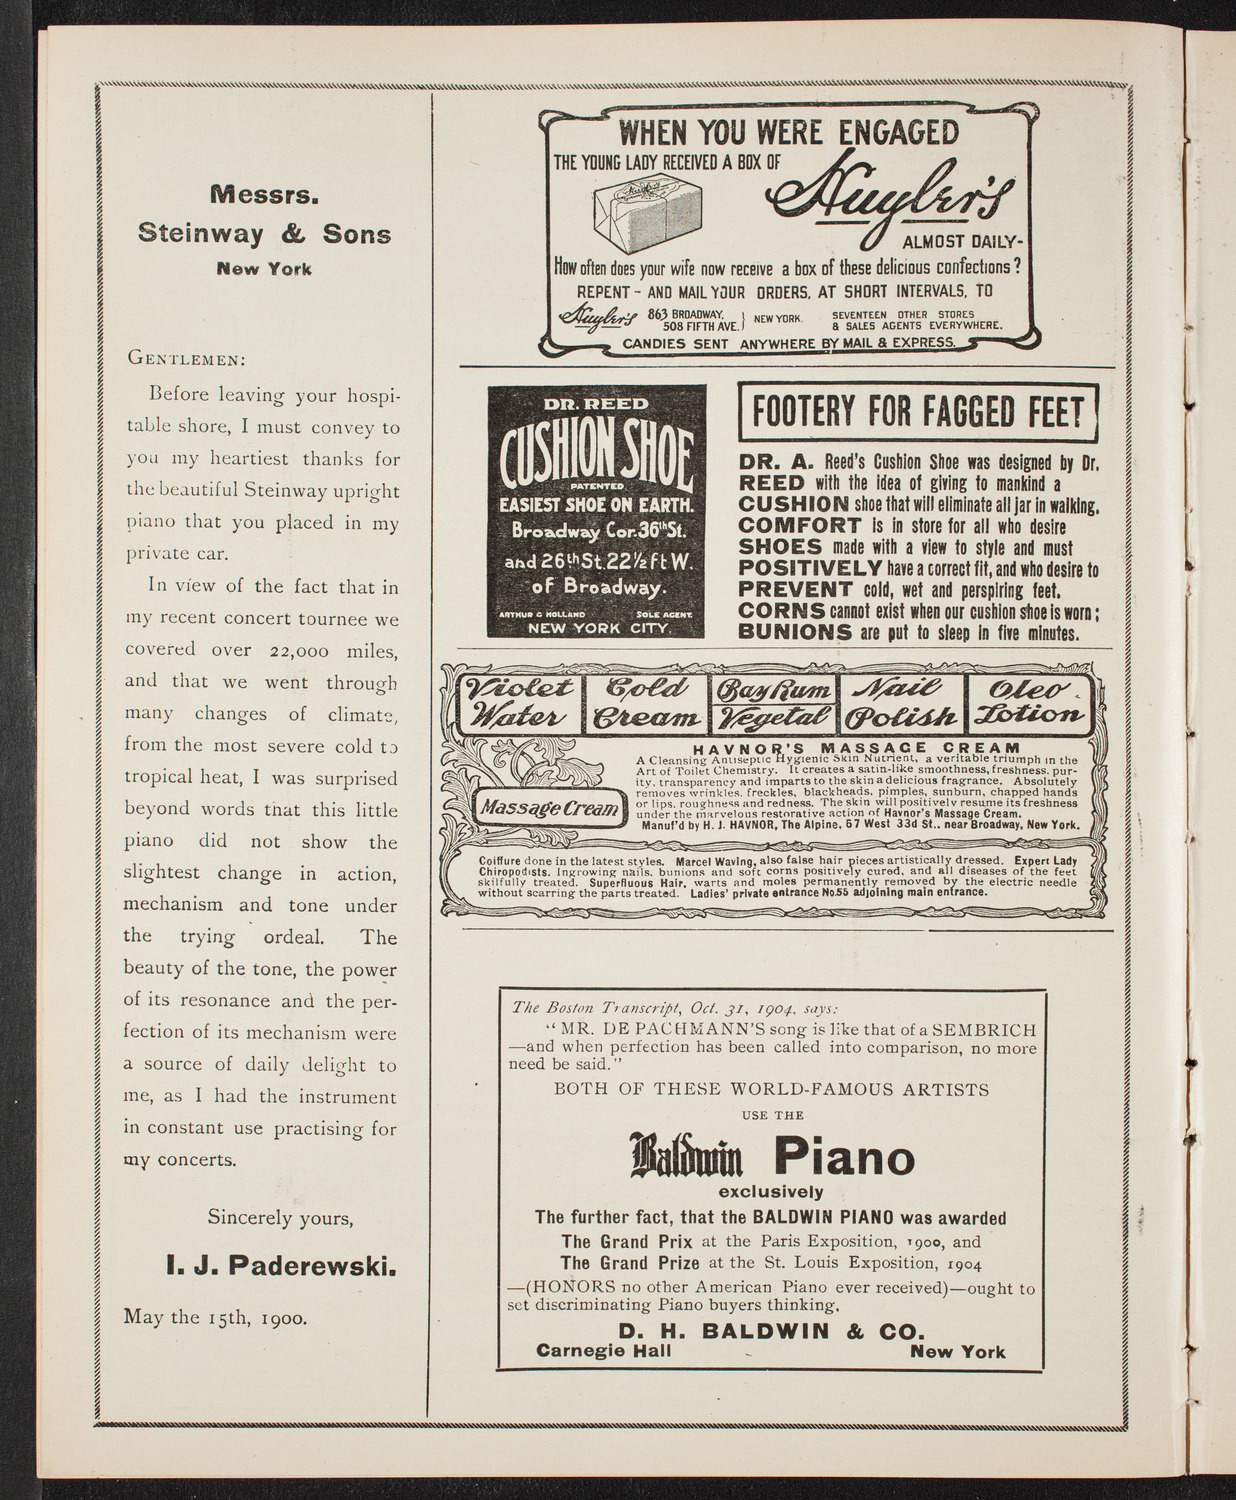 Messrs.
Steinway & Sons
New York
GENTLEMEN:
Before leaving your hospi-
table shore, I must convey to
you my heartiest thanks for
the beautiful Steinway upright
piano that you placed in my
private car.
In view of the fact that in
my recent concert tournee we
covered over 22,000 miles,
and that we went through
many changes of climate,
from the most severe cold to
tropical heat, I was surprised
beyond words that this little
piano did not show the
slightest change in action,
mechanism and tone under
the trying ordeal. The
beauty of the tone, the power
of its resonance and the per-
fection of its mechanism were
a source of daily delight to
me, as I had the instrument
in constant use practising for
my concerts.
Sincerely yours,
I. J. Paderewski.
May the 15th, 1900.
WHEN YOU WERE ENGAGED
THE YOUNG LADY RECEIVED A BOX OF
Huyler's
ALMOST DAILY-
How often does your wife now receive a box of these delicious confections?
REPENT - AND MAIL YOUR ORDERS, AT SHORT INTERVALS, TO
Huyler's 863 BROADWAY, 508 FIFTH AVE. } NEW YORK. SEVENTEEN OTHER STORES
& SALES AGENTS EVERYWHERE.
CANDIES SENT ANYWHERE BY MAIL & EXPRESS.
DR. REED
CUSHION SHOE
PATENTED
EASIEST SHOE ON EARTH.
Broadway Cor. 36th St.
and 26th St. 22½ ft W.
of Broadway.
ARTHUR G HOLLAND SOLE AGENT.
NEW YORK CITY.
FOOTERY FOR FAGGED FEET
DR. A. Reed's Cushion Shoe was designed by Dr.
REED with the idea of giving to mankind a
CUSHION shoe that will eliminate all jar in walking.
COMFORT is in store for all who desire
SHOES made with a view to style and must
POSITIVELY have a correct fit, and who desire to
PREVENT cold, wet and perspiring feet.
CORNS cannot exist when our cushion shoe is worn;
BUNIONS are put to sleep in five minutes.
Violet Water
Cold Cream
Bay Rum
Vegetal
Nail Polish
Oleo Lotion
Massage Cream
HAVNOR'S MASSAGE CREAM
A Cleansing Antiseptic Hygienic Skin Nutrient, a veritable triumph in the
Art of Toilet Chemistry. It creates a satin-like smoothness, freshness, pur-
ity, transparency and imparts to the skin a delicious fragrance. Absolutely
removes wrinkles, freckles, blackheads, pimples, sunburn, chapped hands
or lips, roughness and redness. The skin will positively resume its freshness
under the marvelous restorative action of Havnor's Massage Cream.
Manuf'd by H. J. HAVNOR, The Alpine, 57 West 33d St., near Broadway, New York.
Coiffure done in the latest styles. Marcel Waving, also false hair pieces artistically dressed. Expert Lady
Chiropodists. Ingrowing nails, bunions and soft corns positively cured, and all diseases of the feet
skilfully treated. Superfluous Hair, warts and moles permanently removed by the electric needle
without scarring the parts treated. Ladies' private entrance No. 55 adjoining main entrance.
The Boston Transcript, Oct. 31, 1904, says:
"MR. DE PACHMANN'S song is like that of a SEMBRICH
—and when perfection has been called into comparison, no more
need be said."
BOTH OF THESE WORLD-FAMOUS ARTISTS
USE THE
Baldwin Piano
exclusively
The further fact, that the BALDWIN PIANO was awarded
The Grand Prix at the Paris Exposition, 1900, and
The Grand Prize at the St. Louis Exposition, 1904
—(HONORS no other American Piano ever received)—ought to
set discriminating Piano buyers thinking.
D. H. BALDWIN & CO.
Carnegie Hall New York